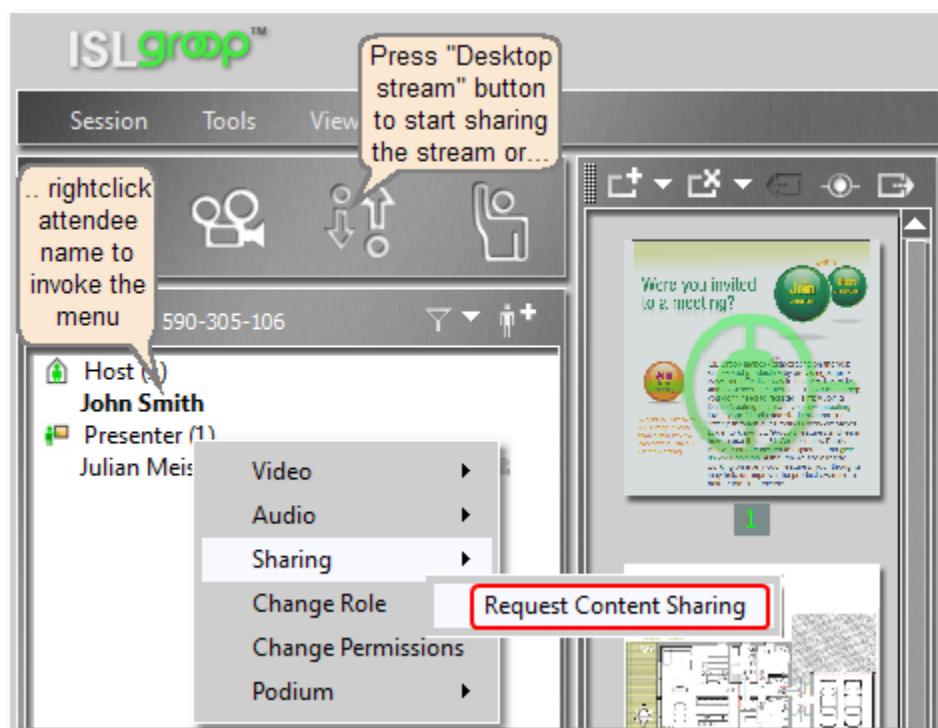 ISLgroop™
Press "Desktop
stream" button
to start sharing
the stream or...
Session Tools View
.. rightclick
attendee
name to
invoke the
menu
590-305-106
Host (
John Smith
Presenter (1)
Julian Meis
Video
Audio
Sharing
Change Role
Change Permissions
Podium
Request Content Sharing
Were you invited
to a meeting?
Join
Join
1